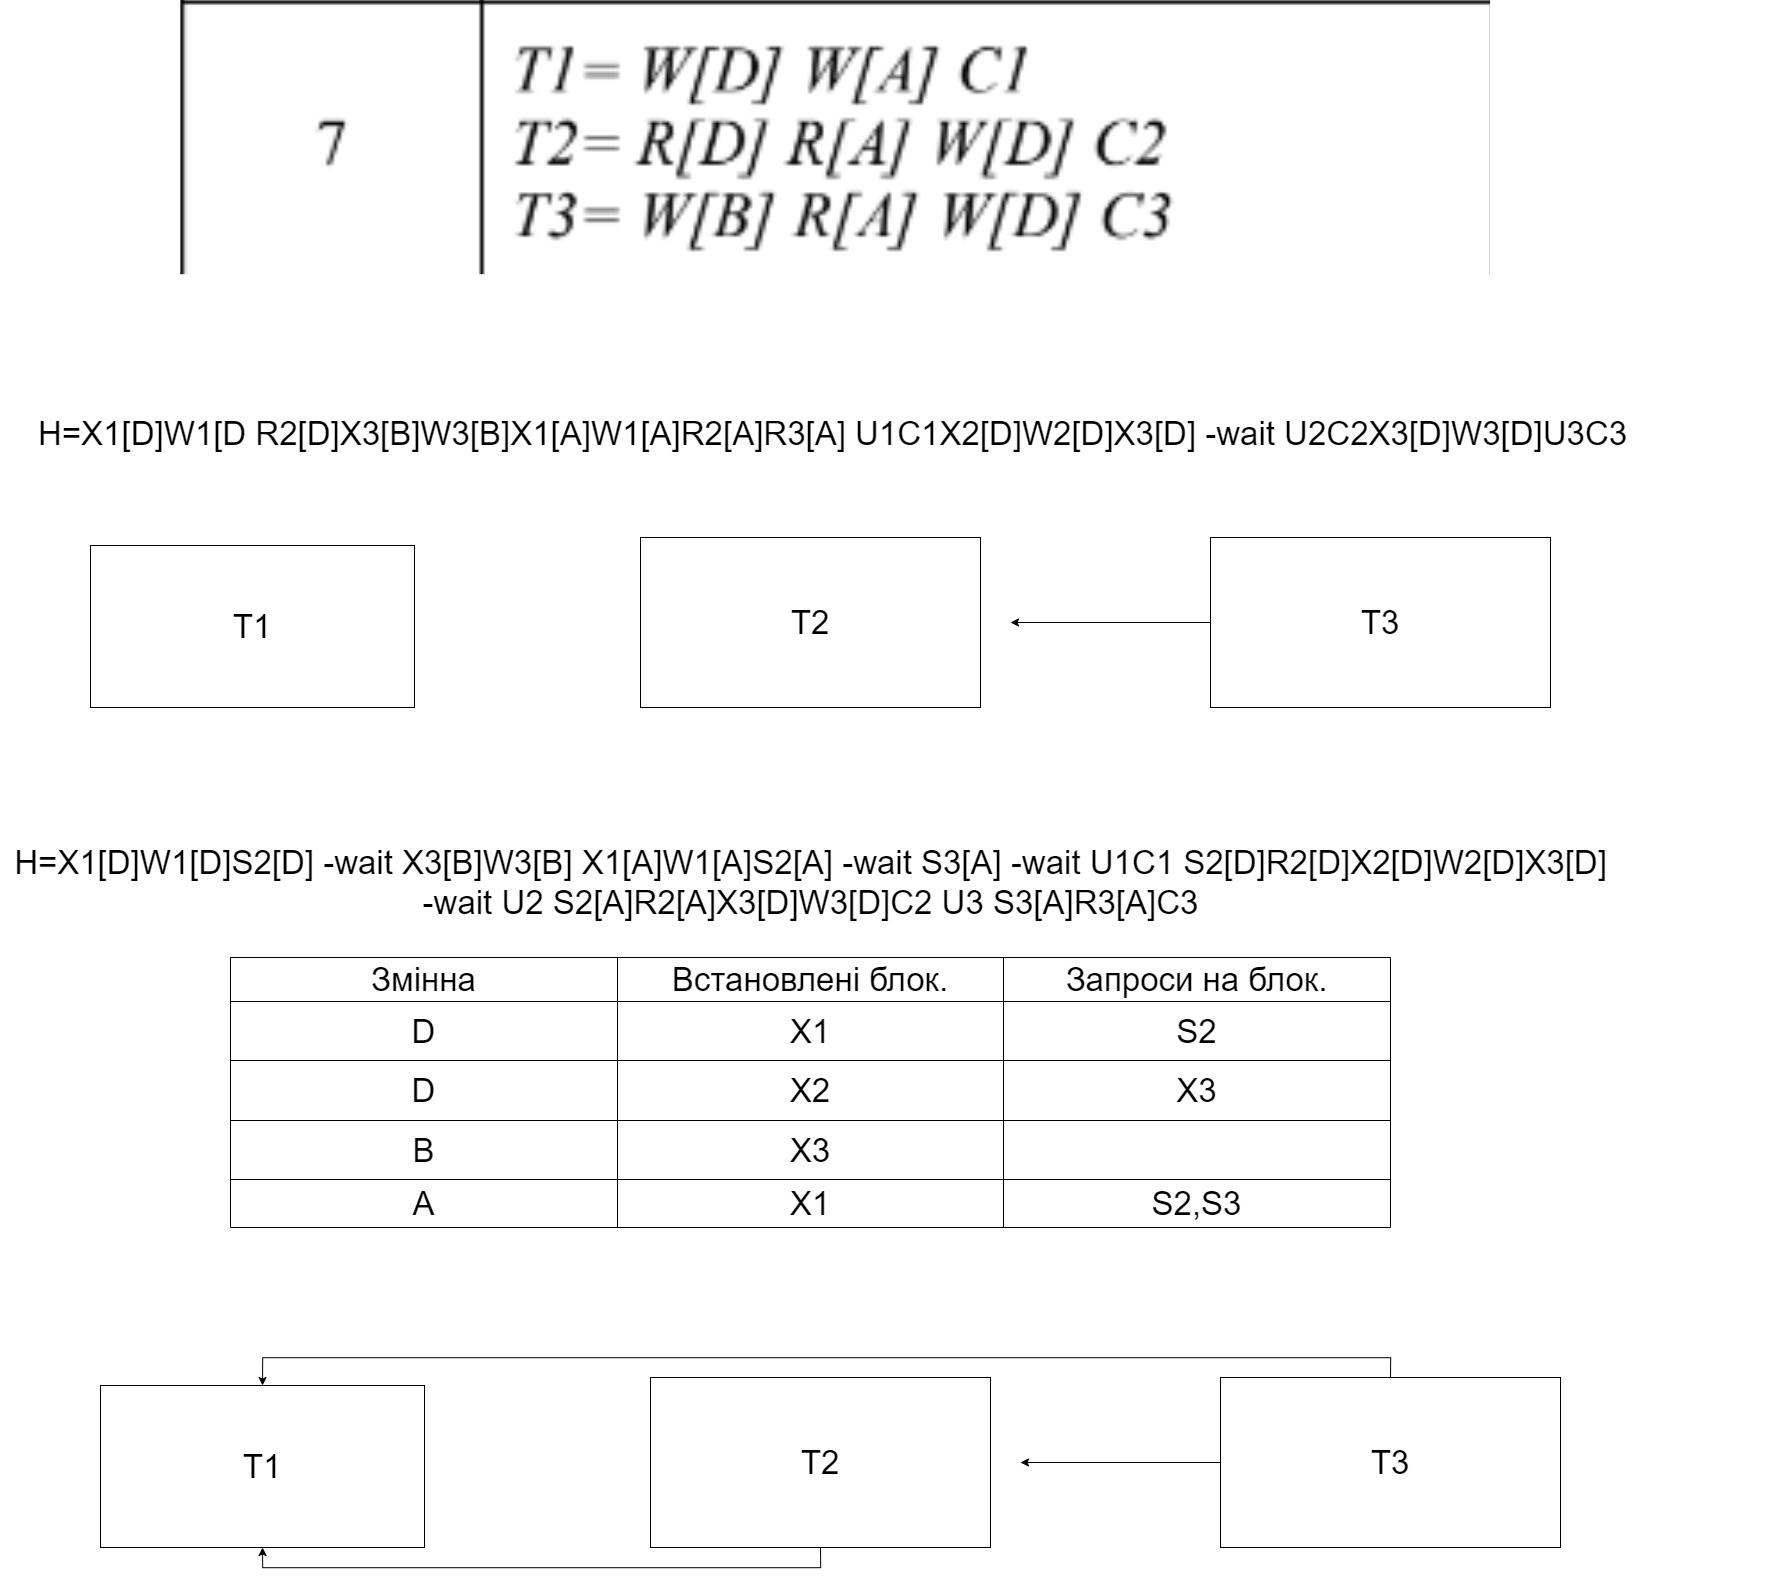 7
T1= W[D] W[A] C1
T2= R[D] R[A] W[D] C2
T3= W[B] R[A] W[D] C3
H=X1[D]W1[D R2[D]X3[B]W3[B]X1[A]W1[A]R2[A]R3[A] U1C1X2[D]W2[D]X3[D] -wait U2C2X3[D]W3[D]U3C3
T1
T2
T3
H=X1[D]W1[D]S2[D] -wait X3[B]W3[B] X1[A]W1[A]S2[A] -wait S3[A] -wait U1C1 S2[D]R2[D]X2[D]W2[D]X3[D]
-wait U2 S2[A]R2[A]X3[D]W3[D]C2 U3 S3[A]R3[A]C3
Змінна Встановлені блок. Запроси на блок.
D X1 S2
D X2 X3
B X3
A X1 S2,S3
T1
T2
T3